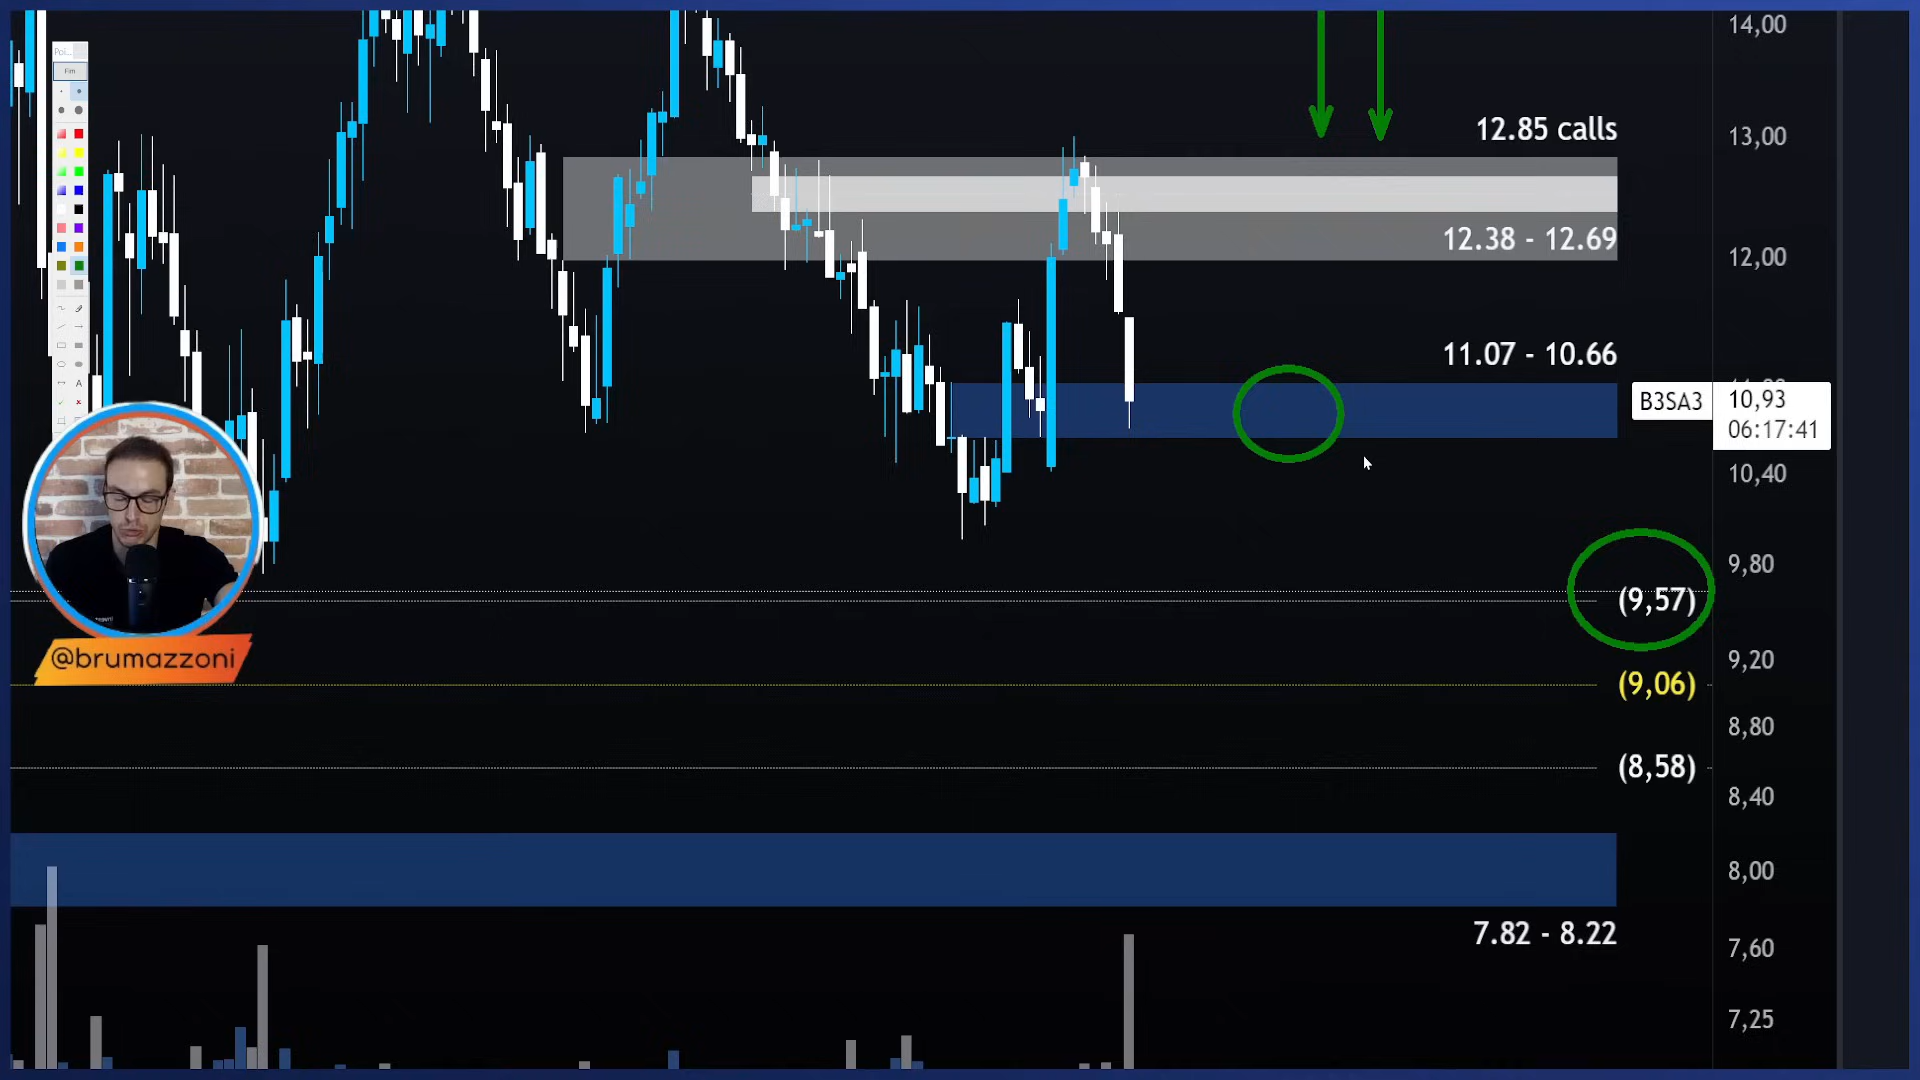 Poi...
Fim
A
14,00
12.85 calls
13,00
12.38 - 12.69
12,00
11.07 - 10.66
B3SA3
10,93
06:17:41
10,40
9,80
(9,57)
@brumazzoni
9,20
(9,06)
8,80
(8,58)
8,40
8,00
7.82 - 8.22
7,60
7,25